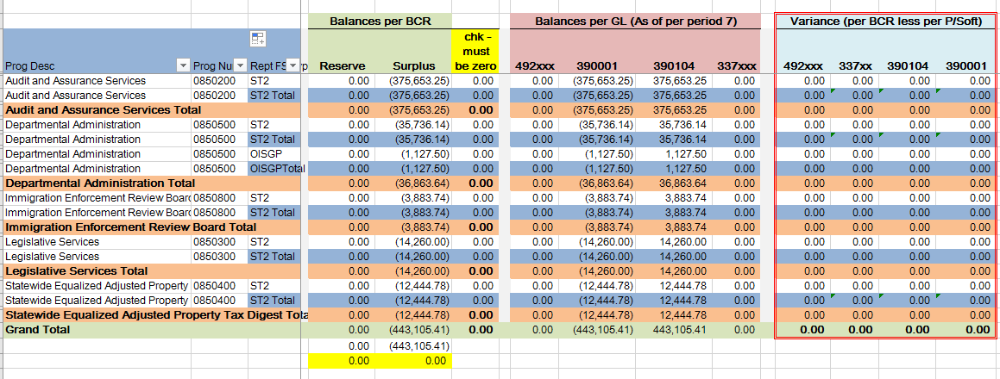 Balances per BCR Balances per GL (As of per period 7) Variance (per BCR less per P/Soft)
chk -
must
Prog Desc Prog Nu Rept FS yp Reserve Surplus be zero 492xxx 390001 390104 337xxx 492xxx 337xx 390104 390001
Audit and Assurance Services 0850200 ST2 0.00 (375,653.25) 0.00 0.00 (375,653.25) 375,653.25 0.00 0.00 0.00 0.00 0.00
Audit and Assurance Services 0850200 ST2 Total 0.00 (375,653.25) 0.00 0.00 (375,653.25) 375,653.25 0.00 0.00 0.00 0.00 0.00
Audit and Assurance Services Total 0.00 (375,653.25) 0.00 0.00 (375,653.25) 375,653.25 0.00 0.00 0.00 0.00 0.00
Departmental Administration 0850500 ST2 0.00 (35,736.14) 0.00 0.00 (35,736.14) 35,736.14 0.00 0.00 0.00 0.00 0.00
Departmental Administration 0850500 ST2 Total 0.00 (35,736.14) 0.00 0.00 (35,736.14) 35,736.14 0.00 0.00 0.00 0.00 0.00
Departmental Administration 0850500 OISGP 0.00 (1,127.50) 0.00 0.00 (1,127.50) 1,127.50 0.00 0.00 0.00 0.00 0.00
Departmental Administration 0850500 OISGPTotal 0.00 (1,127.50) 0.00 0.00 (1,127.50) 1,127.50 0.00 0.00 0.00 0.00 0.00
Departmental Administration Total 0.00 (36,863.64) 0.00 0.00 (36,863.64) 36,863.64 0.00 0.00 0.00 0.00 0.00
Immigration Enforcement Review Board 0850800 ST2 0.00 (3,883.74) 0.00 0.00 (3,883.74) 3,883.74 0.00 0.00 0.00 0.00 0.00
Immigration Enforcement Review Board 0850800 ST2 Total 0.00 (3,883.74) 0.00 0.00 (3,883.74) 3,883.74 0.00 0.00 0.00 0.00 0.00
Immigration Enforcement Review Board Total 0.00 (3,883.74) 0.00 0.00 (3,883.74) 3,883.74 0.00 0.00 0.00 0.00 0.00
Legislative Services 0850300 ST2 0.00 (14,260.00) 0.00 0.00 (14,260.00) 14,260.00 0.00 0.00 0.00 0.00 0.00
Legislative Services 0850300 ST2 Total 0.00 (14,260.00) 0.00 0.00 (14,260.00) 14,260.00 0.00 0.00 0.00 0.00 0.00
Legislative Services Total 0.00 (14,260.00) 0.00 0.00 (14,260.00) 14,260.00 0.00 0.00 0.00 0.00 0.00
Statewide Equalized Adjusted Property 0850400 ST2 0.00 (12,444.78) 0.00 0.00 (12,444.78) 12,444.78 0.00 0.00 0.00 0.00 0.00
Statewide Equalized Adjusted Property 0850400 ST2 Total 0.00 (12,444.78) 0.00 0.00 (12,444.78) 12,444.78 0.00 0.00 0.00 0.00 0.00
Statewide Equalized Adjusted Property Tax Digest Tota 0.00 (12,444.78) 0.00 0.00 (12,444.78) 12,444.78 0.00 0.00 0.00 0.00 0.00
Grand Total 0.00 (443,105.41) 0.00 0.00 (443,105.41) 443,105.41 0.00 0.00 0.00 0.00 0.00
0.00 (443,105.41)
0.00 0.00